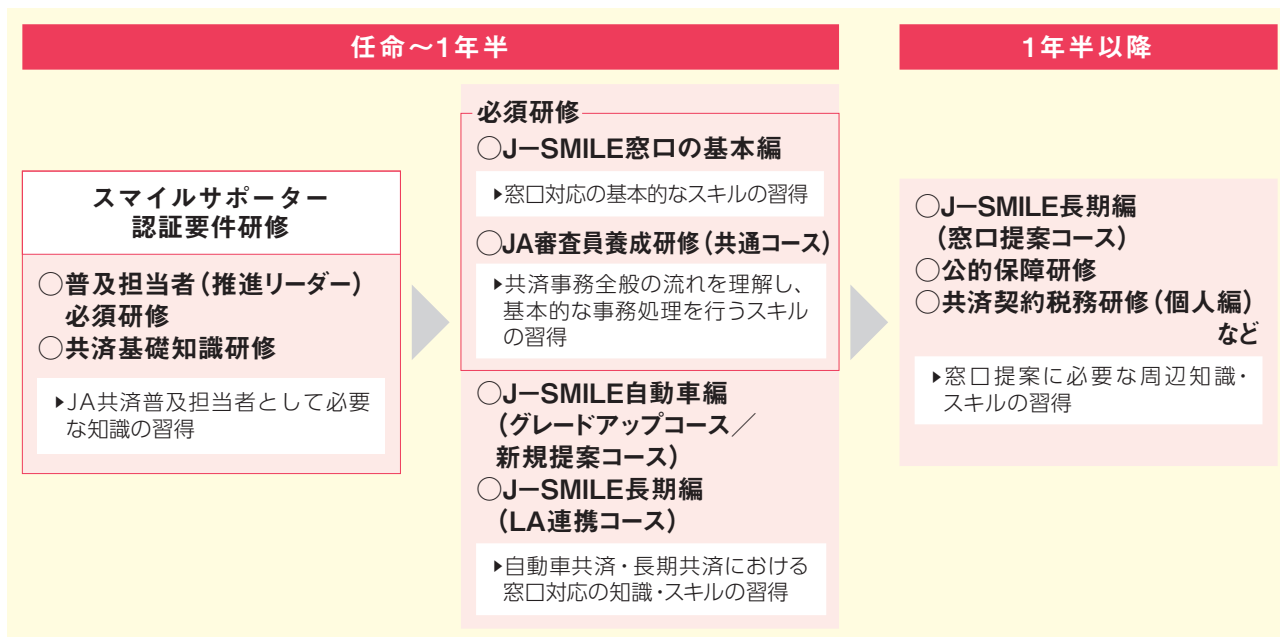 任命〜1年半
スマイルサポーター
認証要件研修
○普及担当者（推進リーダー）
必須研修
○共済基礎知識研修
▶JA共済普及担当者として必要
な知識の習得
必須研修
○J−SMILE窓口の基本編
▶窓口対応の基本的なスキルの習得
○JA審査員養成研修（共通コース）
▶共済事務全般の流れを理解し、
基本的な事務処理を行うスキル
の習得
○J−SMILE自動車編
（グレードアップコース／
新規提案コース）
○J−SMILE長期編
（LA連携コース）
▶自動車共済・長期共済における
窓口対応の知識・スキルの習得
1年半以降
○J−SMILE長期編
（窓口提案コース）
○公的保障研修
○共済契約税務研修（個人編）
など
▶窓口提案に必要な周辺知識・
スキルの習得